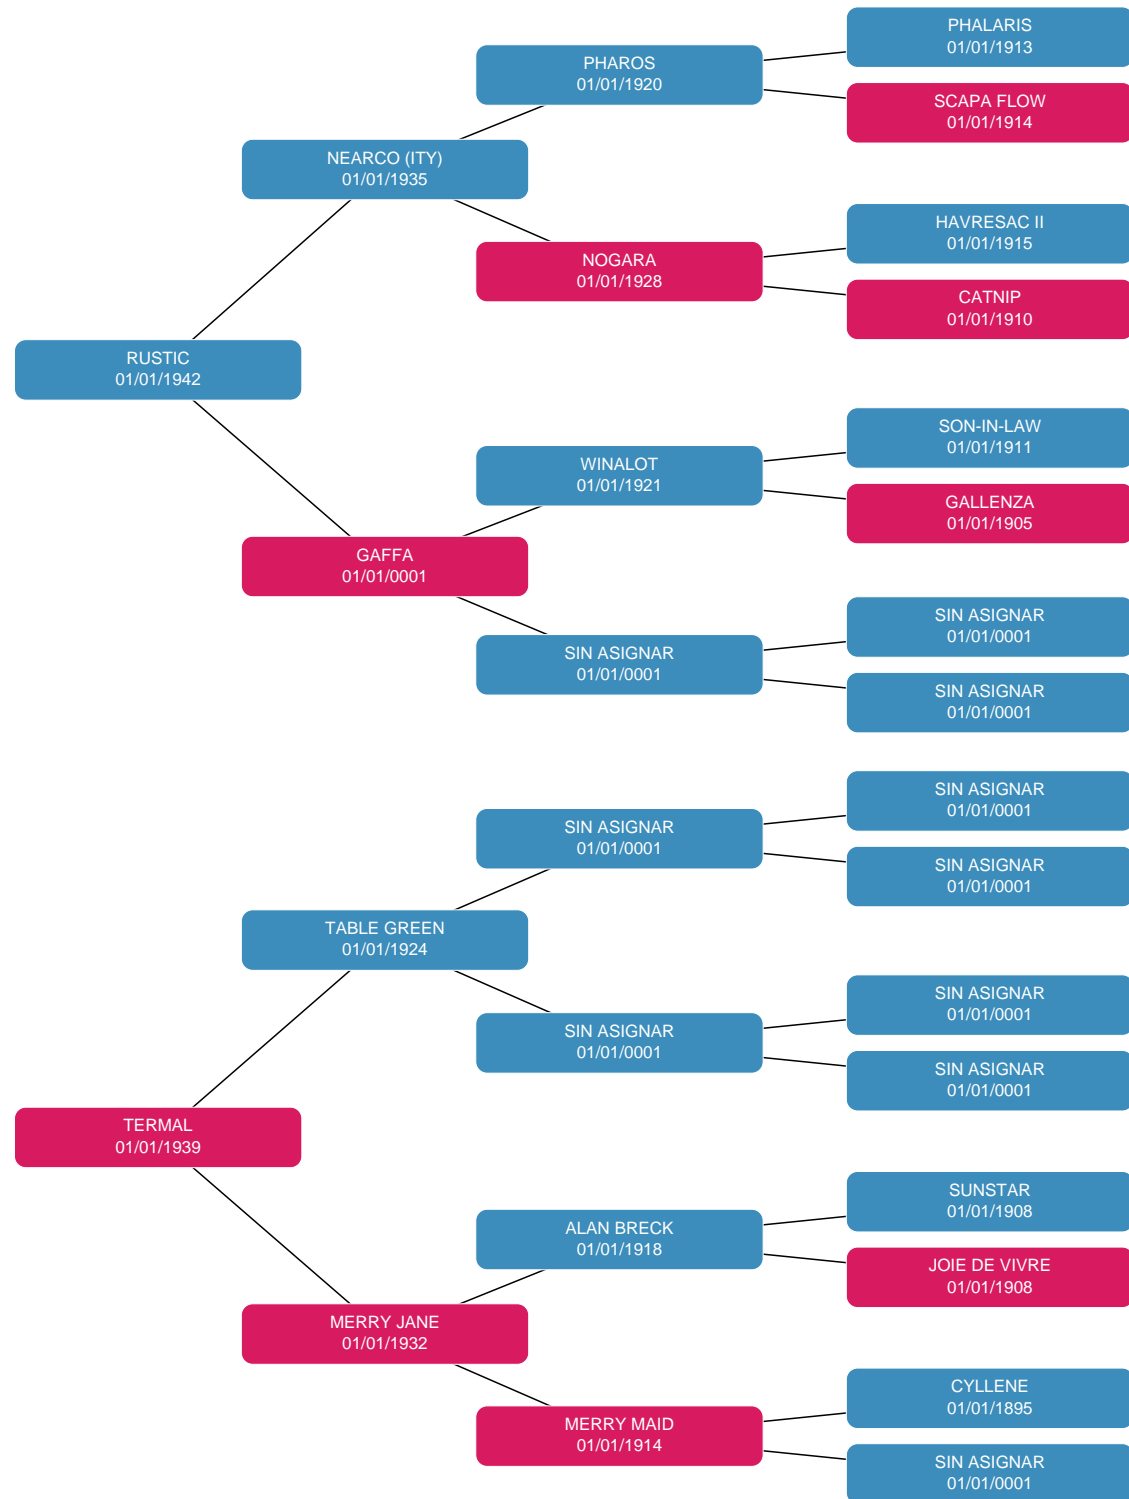 PHALARIS
01/01/1913
PHAROS
01/01/1920
SCAPA FLOW
01/01/1914
NEARCO (ITY)
01/01/1935
HAVRESAC II
01/01/1915
NOGARA
01/01/1928
CATNIP
01/01/1910
RUSTIC
01/01/1942
SON-IN-LAW
01/01/1911
WINALOT
01/01/1921
GALLENZA
01/01/1905
GAFFA
01/01/0001
SIN ASIGNAR
01/01/0001
SIN ASIGNAR
01/01/0001
SIN ASIGNAR
01/01/0001
SIN ASIGNAR
01/01/0001
SIN ASIGNAR
01/01/0001
SIN ASIGNAR
01/01/0001
TABLE GREEN
01/01/1924
SIN ASIGNAR
01/01/0001
SIN ASIGNAR
01/01/0001
SIN ASIGNAR
01/01/0001
TERMAL
01/01/1939
SUNSTAR
01/01/1908
ALAN BRECK
01/01/1918
JOIE DE VIVRE
01/01/1908
MERRY JANE
01/01/1932
CYLLENE
01/01/1895
MERRY MAID
01/01/1914
SIN ASIGNAR
01/01/0001